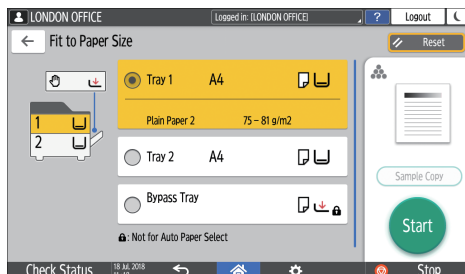 LONDON OFFICE
Logged in: [LONDON OFFICE]
?
Logout
Fit to Paper Size
Reset
Tray 1 A4
Plain Paper 2 75 – 81 g/m2
1
2
Tray 2 A4
Bypass Tray
: Not for Auto Paper Select
Sample Copy
Start
Check Status
18 Jul. 2018
Stop